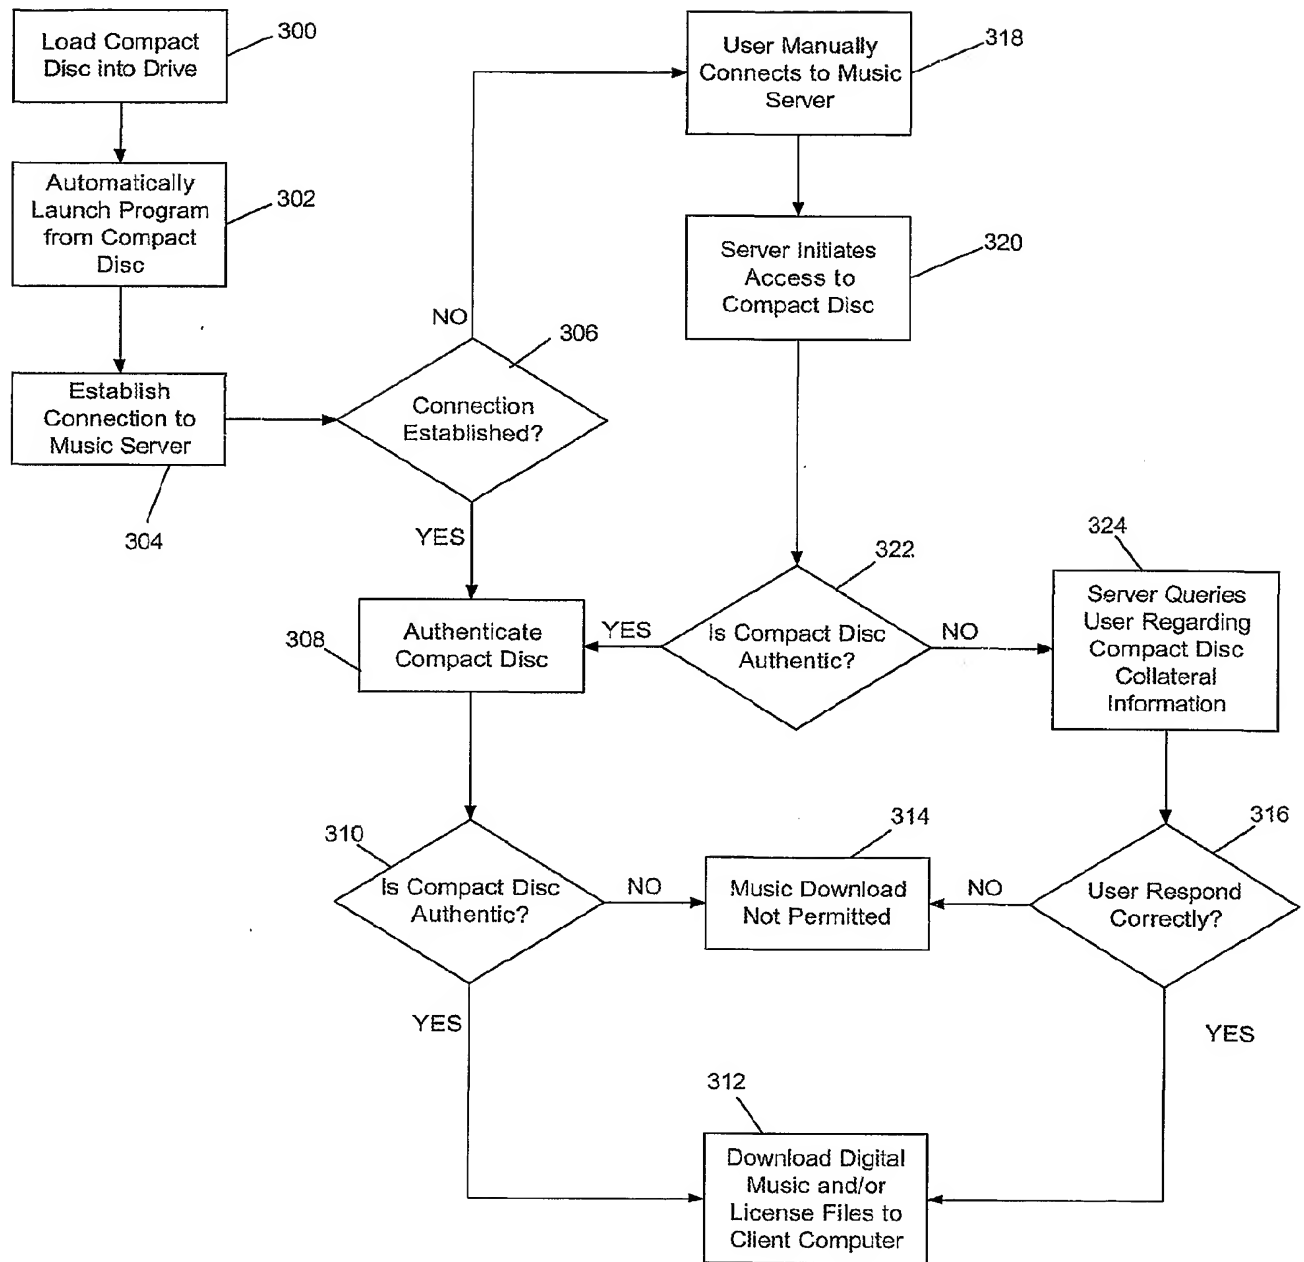 Load Compact
Disc into Drive
300
Automatically
Launch Program
from Compact
Disc
302
Establish
Connection to
Music Server
304
NO
306
Connection
Established?
YES
User Manually
Connects to Music
Server
318
Server Initiates
Access to
Compact Disc
320
322
Is Compact Disc
Authentic?
YES
NO
308
Authenticate
Compact Disc
324
Server Queries
User Regarding
Compact Disc
Collateral
Information
310
Is Compact Disc
Authentic?
NO
YES
314
Music Download
Not Permitted
316
User Respond
Correctly?
NO
YES
312
Download Digital
Music and/or
License Files to
Client Computer